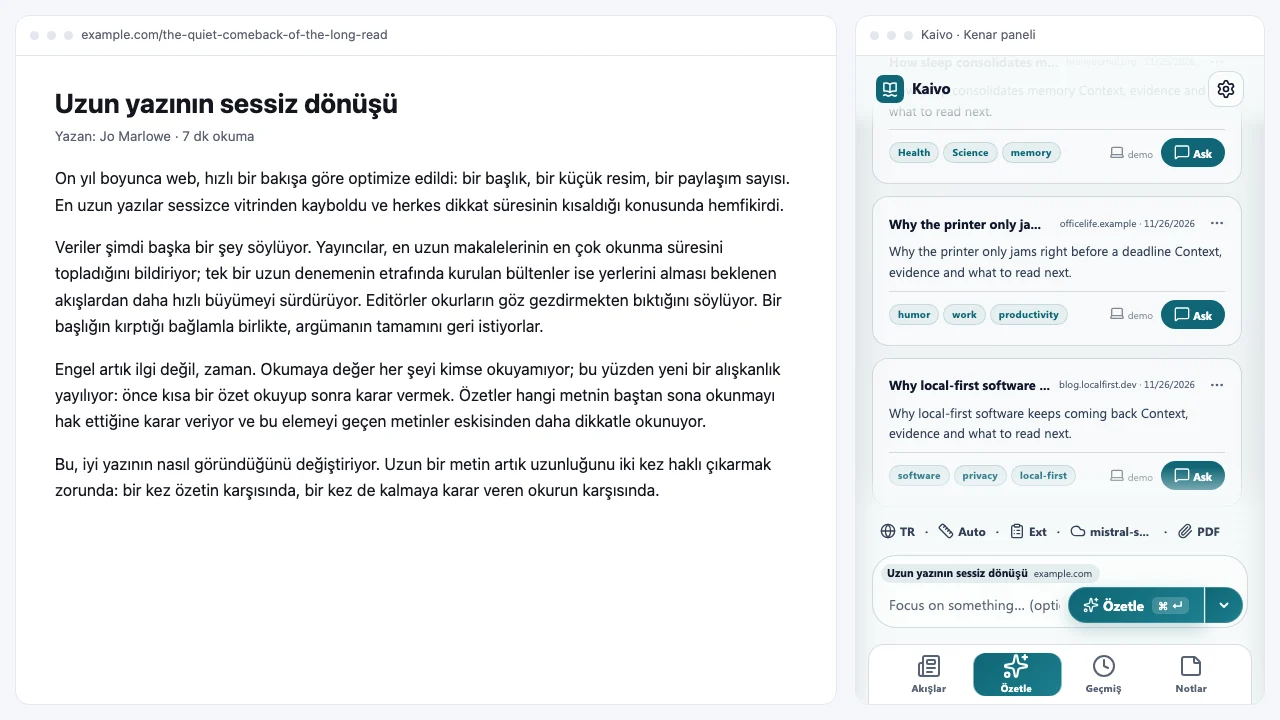 example.com/the-quiet-comeback-of-the-long-read
Uzun yazının sessiz dönüşü
Yazan: Jo Marlowe · 7 dk okuma
On yıl boyunca web, hızlı bir bakışa göre optimize edildi: bir başlık, bir küçük resim, bir paylaşım sayısı.
En uzun yazılar sessizce vitrinden kayboldu ve herkes dikkat süresinin kısaldığı konusunda hemfikirdi.
Veriler şimdi başka bir şey söylüyor. Yayıncılar, en uzun makalelerinin en çok okunma süresini
topladığını bildiriyor; tek bir uzun denemenin etrafında kurulan bültenler ise yerlerini alması beklenen
akışlardan daha hızlı büyümeyi sürdürüyor. Editörler okurların göz gezdirmekten bıktığını söylüyor. Bir
başlığın kırptığı bağlamla birlikte, argümanın tamamını geri istiyorlar.
Engel artık ilgi değil, zaman. Okumaya değer her şeyi kimse okuyamıyor; bu yüzden yeni bir alışkanlık
yayılıyor: önce kısa bir özet okuyup sonra karar vermek. Özetler hangi metnin baştan sona okunmayı
hak ettiğine karar veriyor ve bu elemeyi geçen metinler eskisinden daha dikkatle okunuyor.
Bu, iyi yazının nasıl göründüğünü değiştiriyor. Uzun bir metin artık uzunluğunu iki kez haklı çıkarmak
zorunda: bir kez özetin karşısında, bir kez de kalmaya karar veren okurun karşısında.
Kaivo · Kenar paneli
How sleep consolidates m... 11/25/2026 ···
Kaivo
consolidates memory Context, evidence and
what to read next.
Health Science memory demo Ask
Why the printer only ja... officelife.example · 11/26/2026 ···
Why the printer only jams right before a deadline Context,
evidence and what to read next.
humor work productivity demo Ask
Why local-first software ... blog.localfirst.dev · 11/26/2026 ···
Why local-first software keeps coming back Context,
evidence and what to read next.
software privacy local-first demo Ask
TR · Auto · Ext · mistral-s... · PDF
Uzun yazının sessiz dönüşü example.com
Focus on something... (opti Özetle ⌘ ↵
Akışlar Özetle Geçmiş Notlar